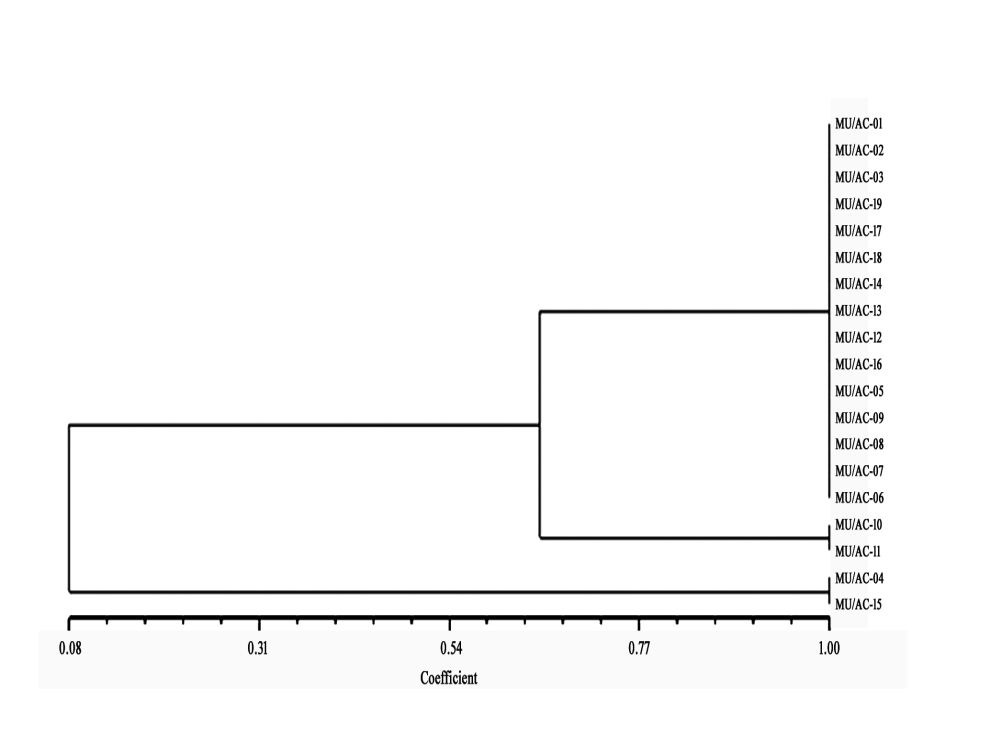 MU/AC-01
MU/AC-02
MU/AC-03
MU/AC-19
MU/AC-17
MU/AC-18
MU/AC-14
MU/AC-13
MU/AC-12
MU/AC-16
MU/AC-05
MU/AC-09
MU/AC-08
MU/AC-07
MU/AC-06
MU/AC-10
MU/AC-11
MU/AC-04
MU/AC-15
0.08 0.31 0.54 0.77 1.00
Coefficient